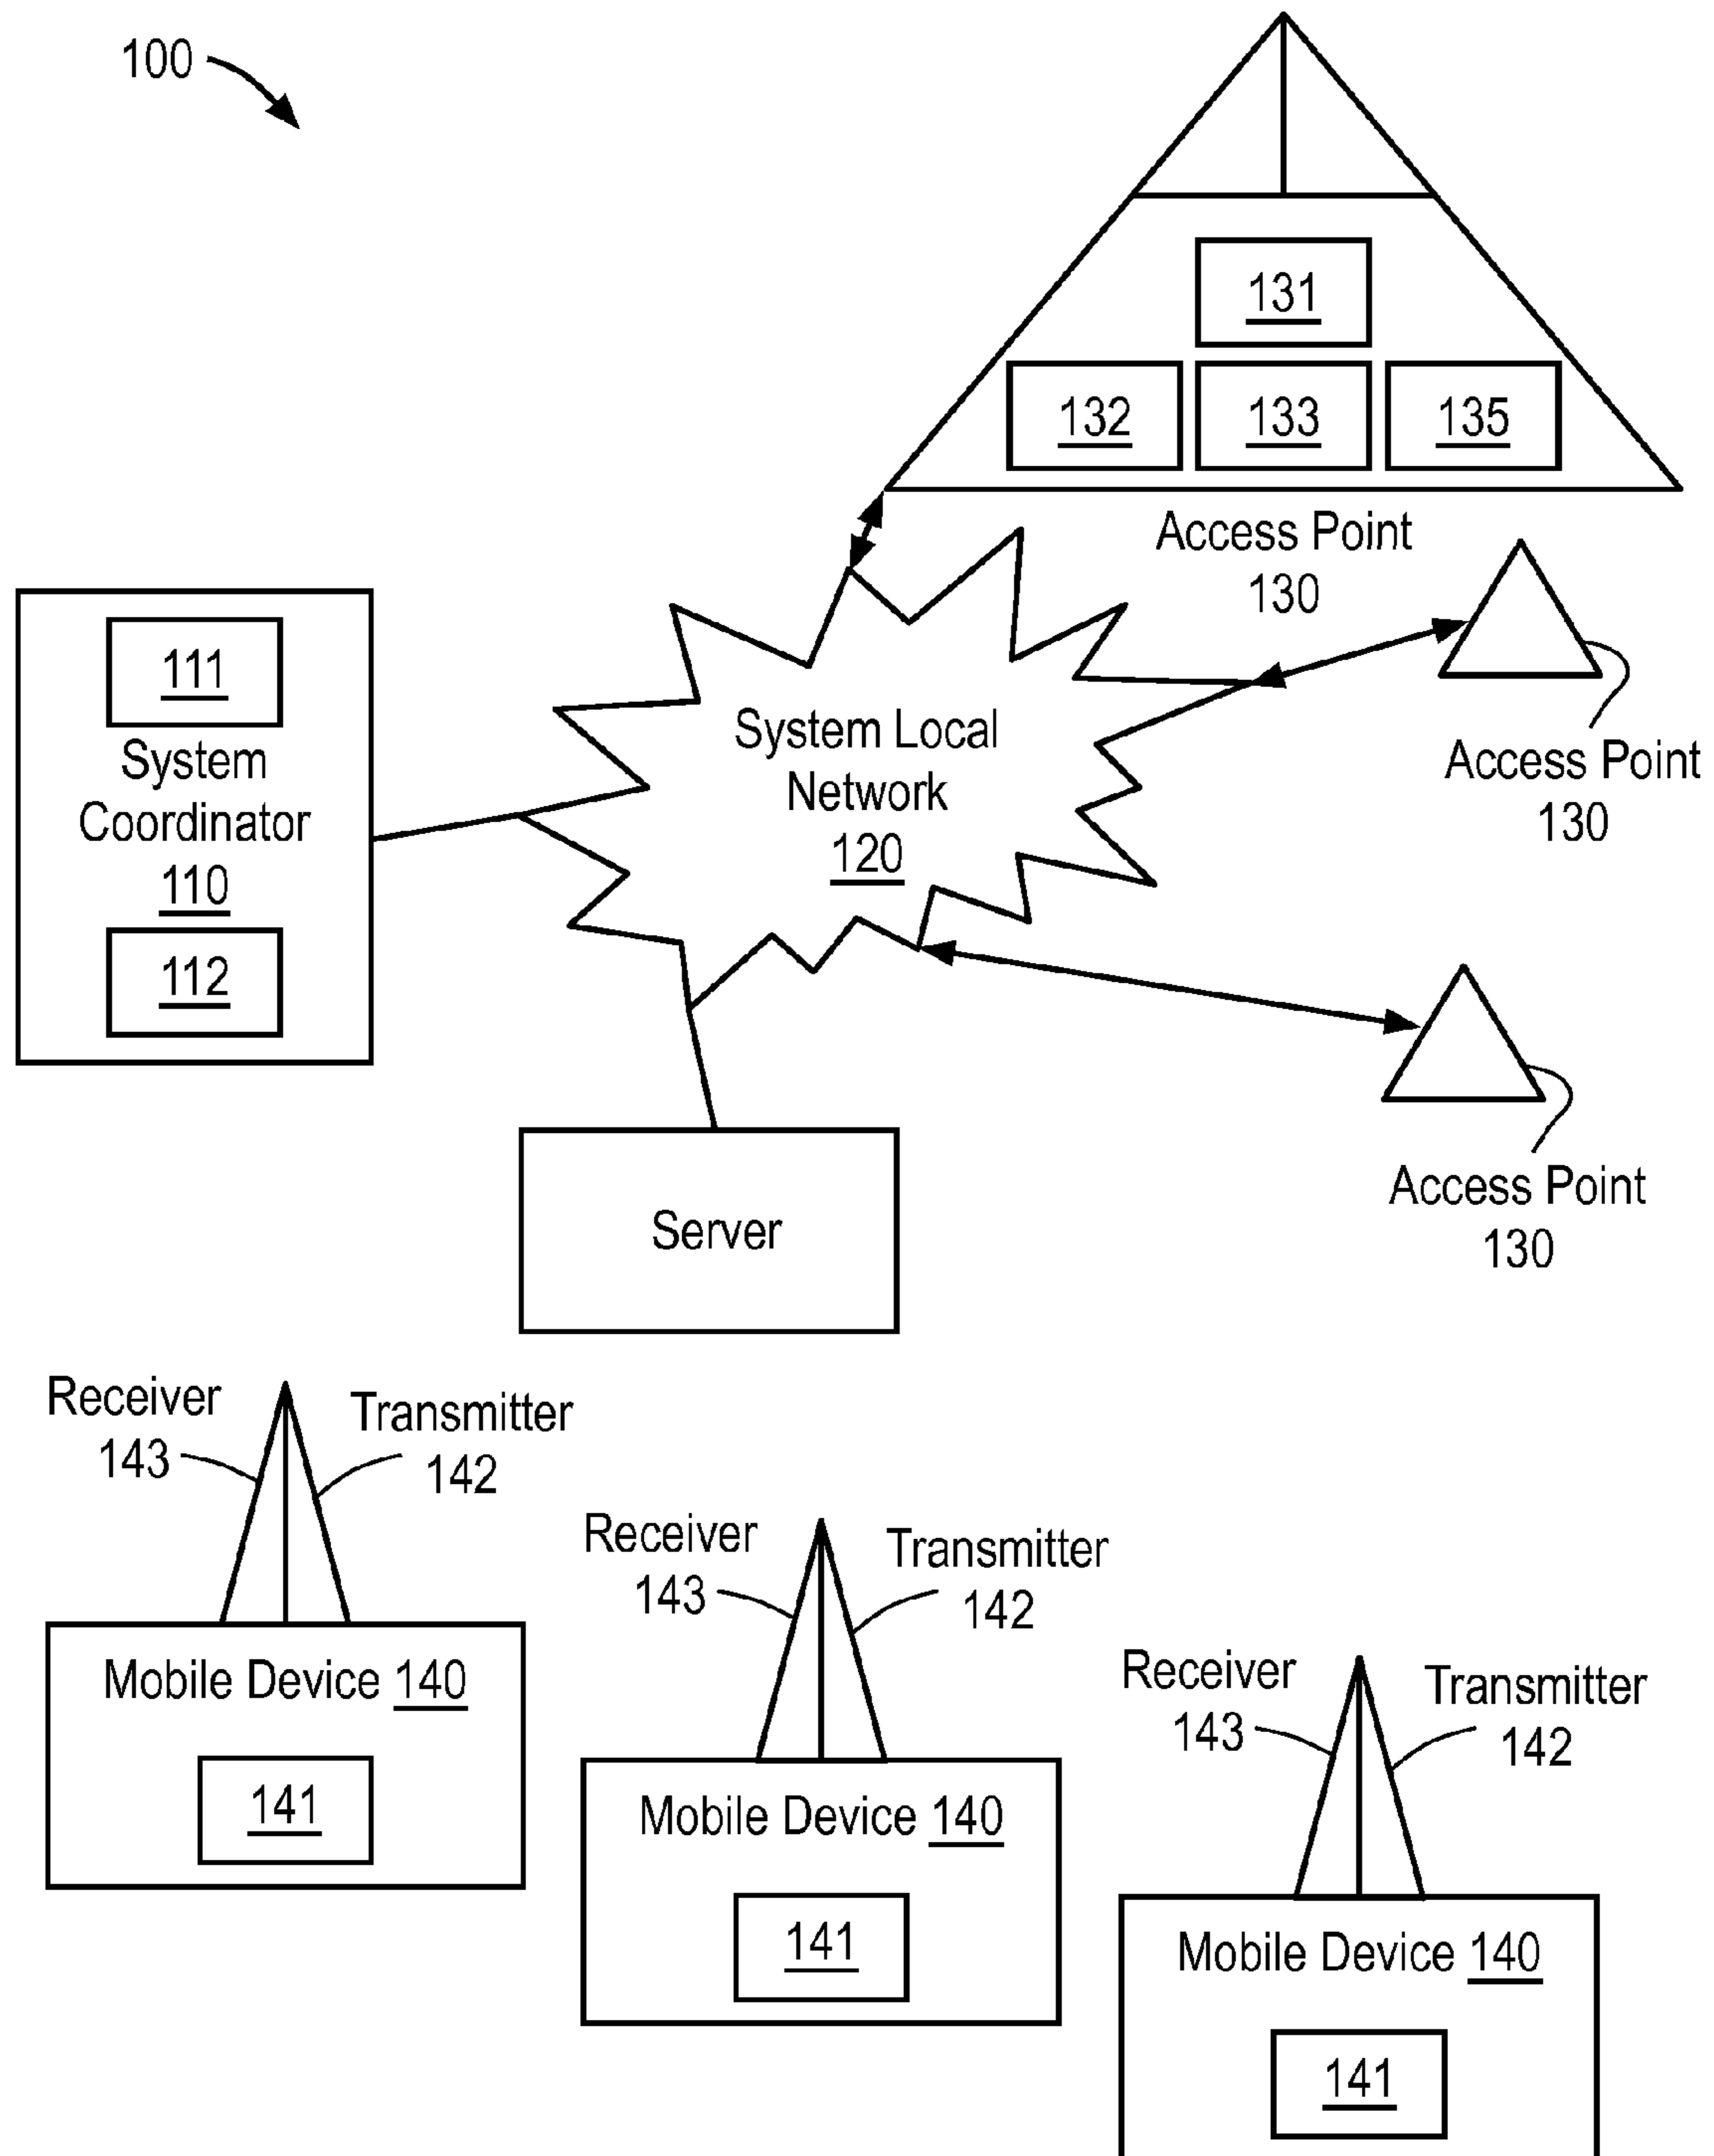 100
131
132
133
135
Access Point
130
111
System
Coordinator
110
112
System Local
Network
120
Access Point
130
Access Point
130
Server
Receiver
143
Transmitter
142
Mobile Device 140
141
Receiver
143
Transmitter
142
Mobile Device 140
141
Receiver
143
Transmitter
142
Mobile Device 140
141